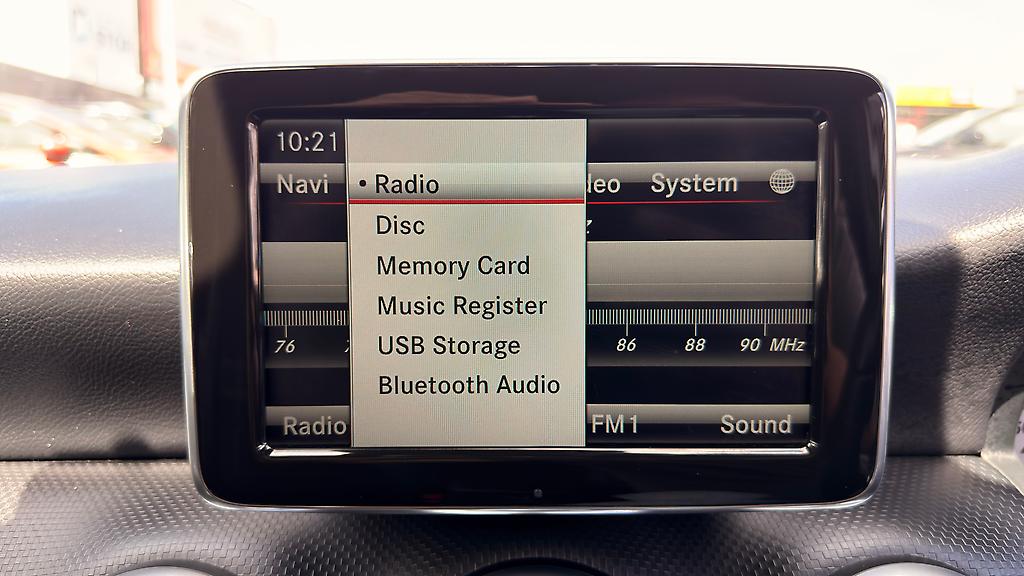 10:21
Navi • Radio deo System
Disc
Memory Card
Music Register
USB Storage
Bluetooth Audio
76 86 88 90 MHz
Radio FM1 Sound